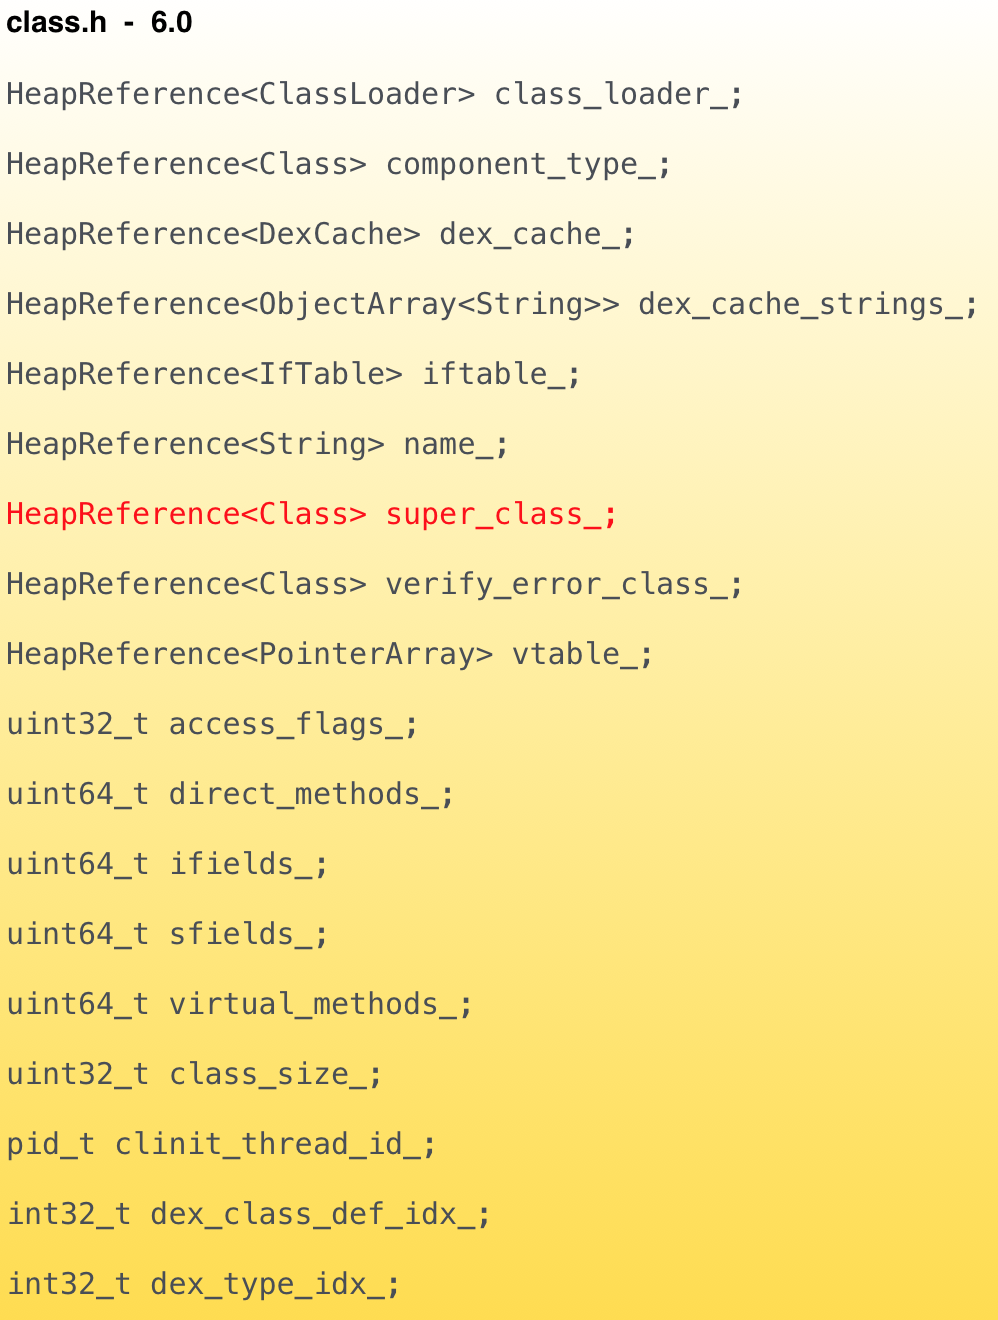 class.h - 6.0
HeapReference<ClassLoader> class_loader_;
HeapReference<Class> component_type_;
HeapReference<DexCache> dex_cache_;
HeapReference<ObjectArray<String>> dex_cache_strings_;
HeapReference<IfTable> iftable_;
HeapReference<String> name_;
HeapReference<Class> super_class_;
HeapReference<Class> verify_error_class_;
HeapReference<PointerArray> vtable_;
uint32_t access_flags_;
uint64_t direct_methods_;
uint64_t ifields_;
uint64_t sfields_;
uint64_t virtual_methods_;
uint32_t class_size_;
pid_t clinit_thread_id_;
int32_t dex_class_def_idx_;
int32_t dex_type_idx_;